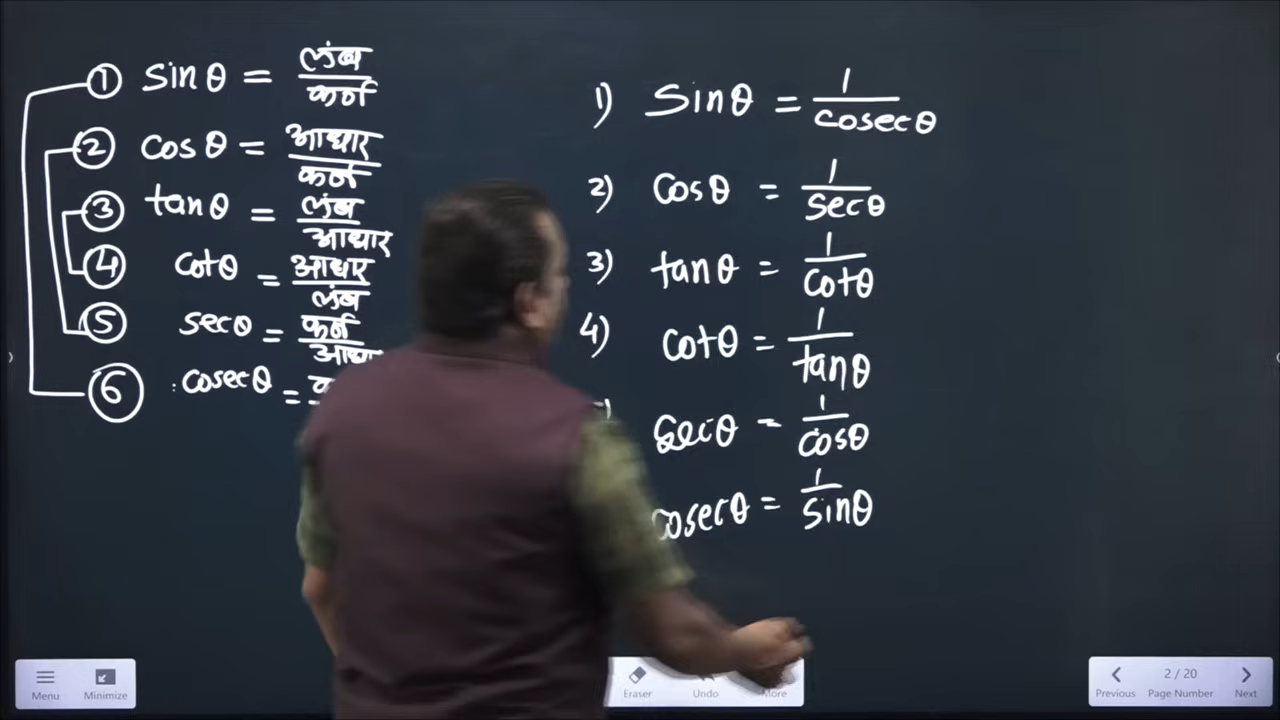 ① sinθ = लंब/कर्ण
② cosθ = आधार/कर्ण
③ tanθ = लंब/आधार
④ cotθ = आधार/लंब
⑤ secθ = कर्ण/
⑥ cosecθ =
1) sinθ = 1/cosecθ
2) cosθ = 1/secθ
3) tanθ = 1/cotθ
4) cotθ = 1/tanθ
secθ = 1/cosθ
cosecθ = 1/sinθ
Menu Minimize Eraser Undo More Previous 2 / 20 Page Number Next